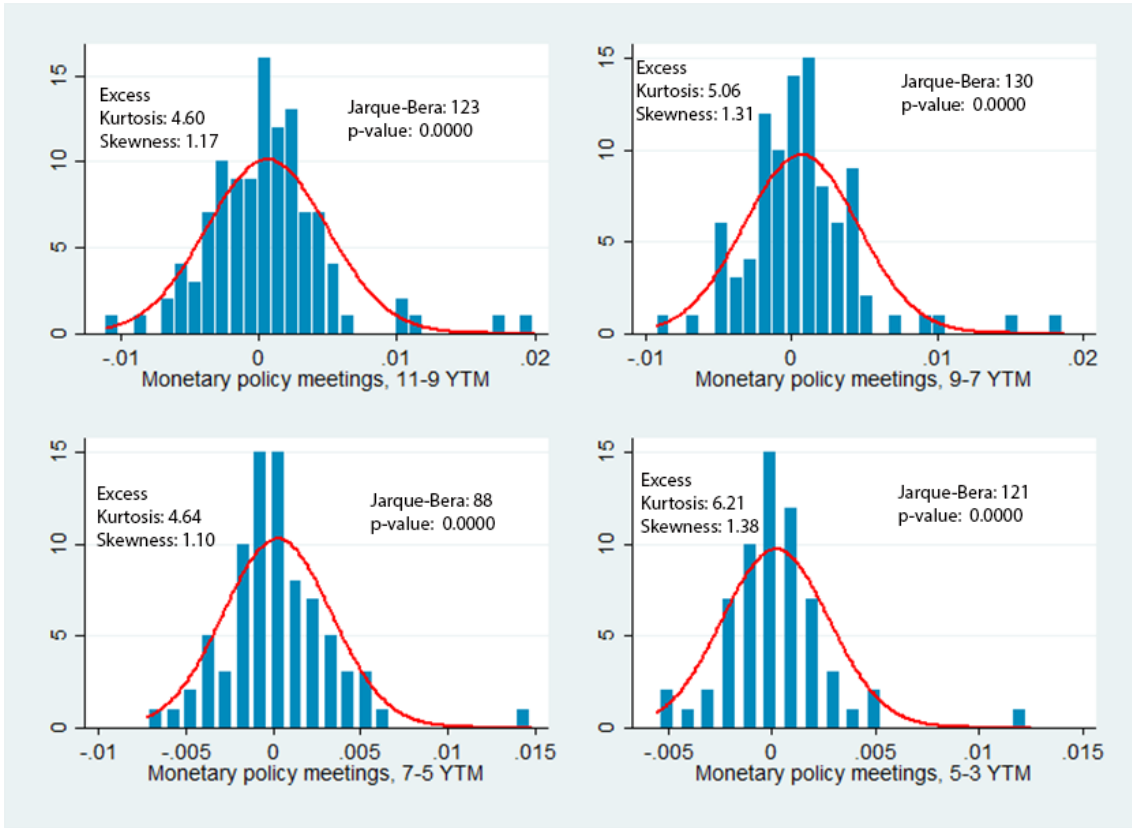 15
10
5
0
Excess
Kurtosis: 4.60
Skewness: 1.17
Jarque-Bera: 123
p-value: 0.0000
-.01 0 .01 .02
Monetary policy meetings, 11-9 YTM
15
10
5
0
Excess
Kurtosis: 5.06
Skewness: 1.31
Jarque-Bera: 130
p-value: 0.0000
-.01 0 .01 .02
Monetary policy meetings, 9-7 YTM
15
10
5
0
Excess
Kurtosis: 4.64
Skewness: 1.10
Jarque-Bera: 88
p-value: 0.0000
-.01 -.005 0 .005 .01 .015
Monetary policy meetings, 7-5 YTM
15
10
5
0
Excess
Kurtosis: 6.21
Skewness: 1.38
Jarque-Bera: 121
p-value: 0.0000
-.005 0 .005 .01 .015
Monetary policy meetings, 5-3 YTM